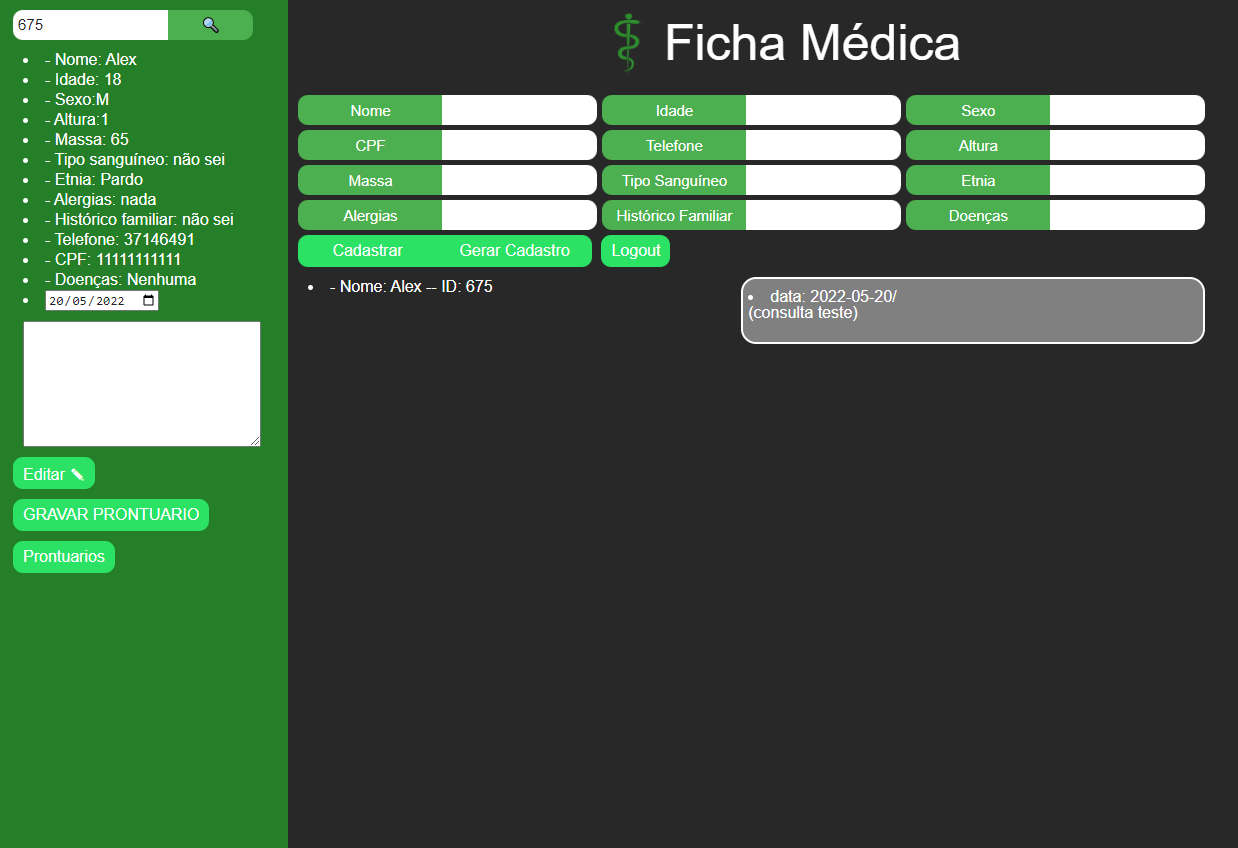 675
- Nome: Alex
- Idade: 18
- Sexo:M
- Altura:1
- Massa: 65
- Tipo sanguíneo: não sei
- Etnia: Pardo
- Alergias: nada
- Histórico familiar: não sei
- Telefone: 37146491
- CPF: 11111111111
- Doenças: Nenhuma
20/05/2022
Editar
GRAVAR PRONTUARIO
Prontuarios
Ficha Médica
Nome Idade Sexo
CPF Telefone Altura
Massa Tipo Sanguíneo Etnia
Alergias Histórico Familiar Doenças
Cadastrar Gerar Cadastro Logout
- Nome: Alex -- ID: 675
data: 2022-05-20/
(consulta teste)